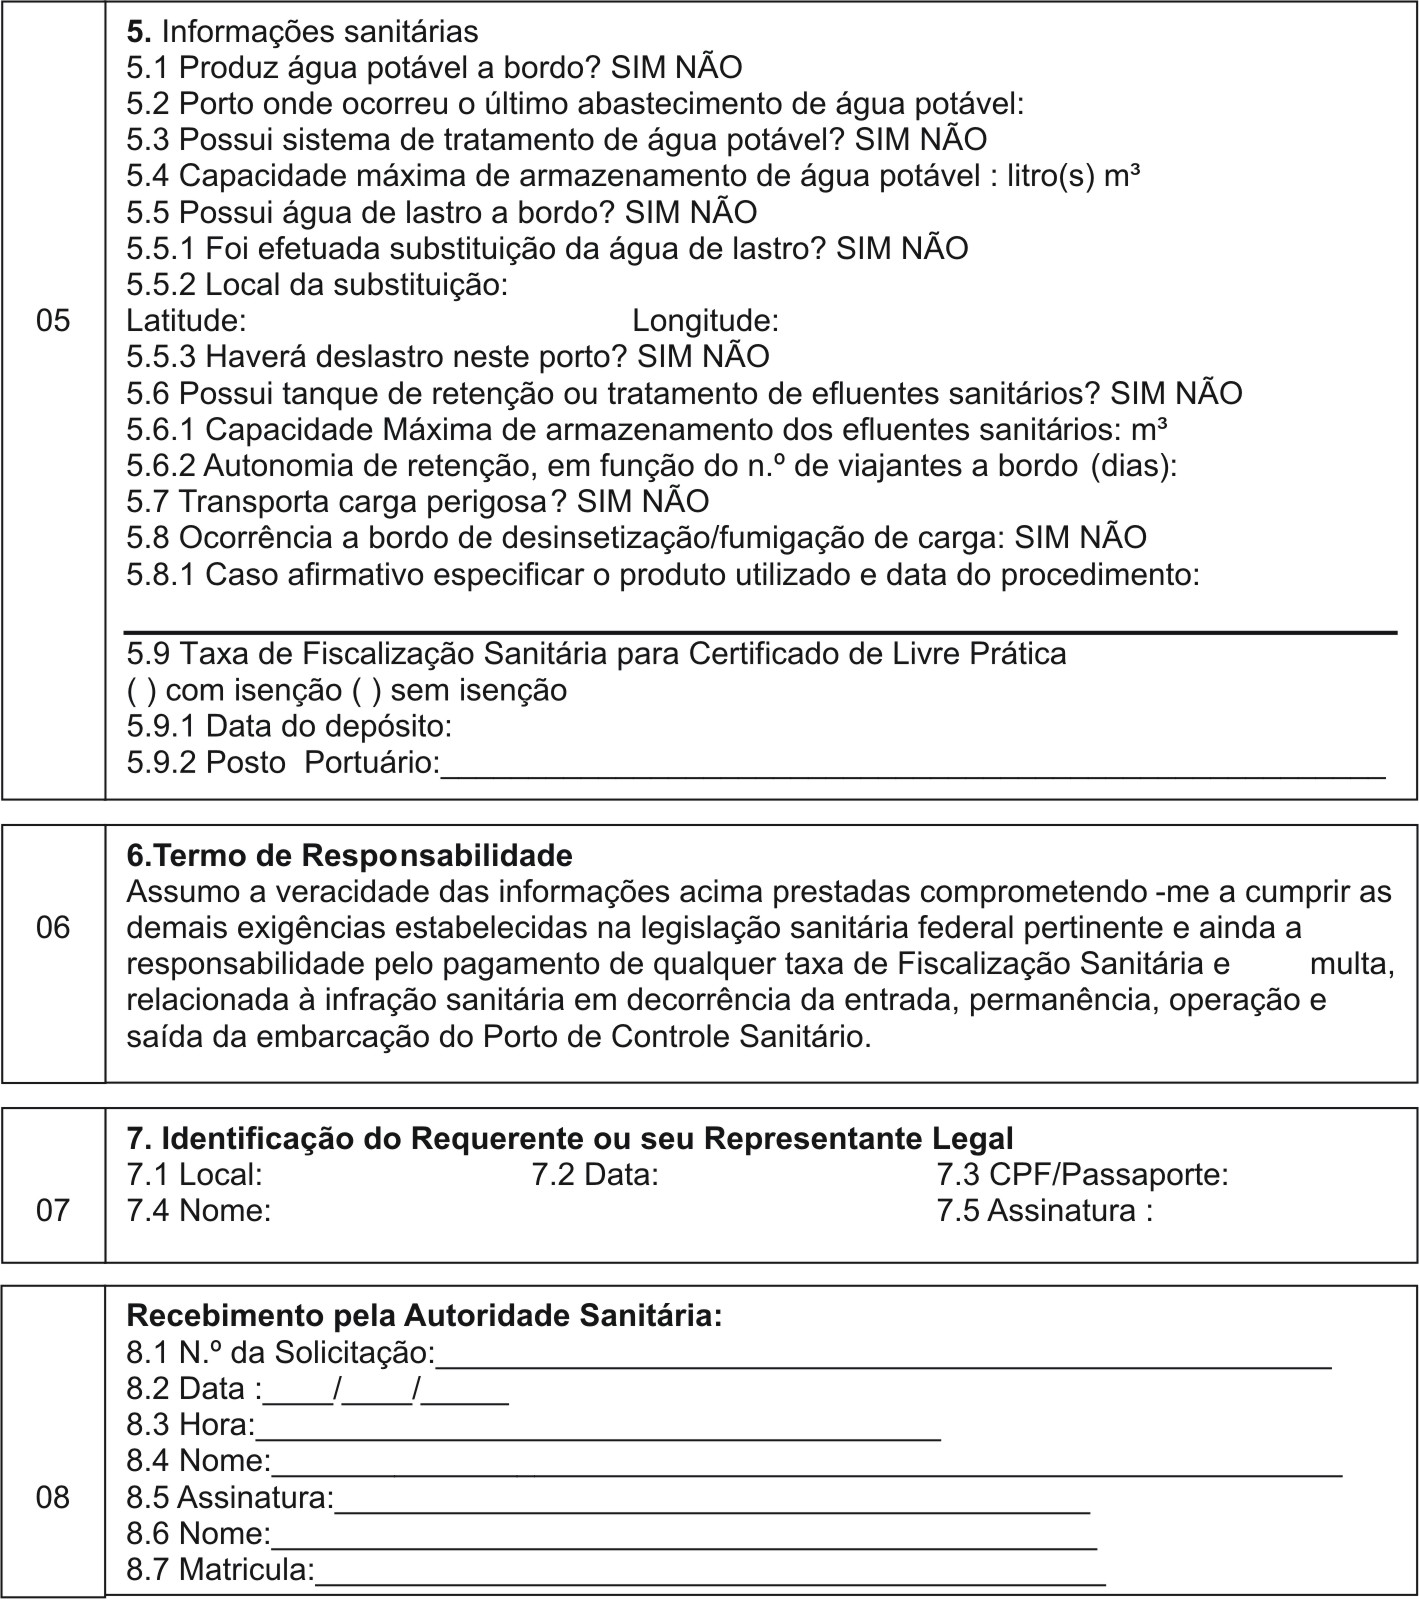 5. Informações sanitárias
5.1 Produz água potável a bordo? SIM NÃO
5.2 Porto onde ocorreu o último abastecimento de água potável:
5.3 Possui sistema de tratamento de água potável? SIM NÃO
5.4 Capacidade máxima de armazenamento de água potável : litro(s) m³
5.5 Possui água de lastro a bordo? SIM NÃO
5.5.1 Foi efetuada substituição da água de lastro? SIM NÃO
5.5.2 Local da substituição:
05 Latitude: Longitude:
5.5.3 Haverá deslastro neste porto? SIM NÃO
5.6 Possui tanque de retenção ou tratamento de efluentes sanitários? SIM NÃO
5.6.1 Capacidade Máxima de armazenamento dos efluentes sanitários: m³
5.6.2 Autonomia de retenção, em função do n.º de viajantes a bordo (dias):
5.7 Transporta carga perigosa? SIM NÃO
5.8 Ocorrência a bordo de desinsetização/fumigação de carga: SIM NÃO
5.8.1 Caso afirmativo especificar o produto utilizado e data do procedimento:
5.9 Taxa de Fiscalização Sanitária para Certificado de Livre Prática
( ) com isenção ( ) sem isenção
5.9.1 Data do depósito:
5.9.2 Posto Portuário:______________________________
6.Termo de Responsabilidade
Assumo a veracidade das informações acima prestadas comprometendo -me a cumprir as
06 demais exigências estabelecidas na legislação sanitária federal pertinente e ainda a
responsabilidade pelo pagamento de qualquer taxa de Fiscalização Sanitária e multa,
relacionada à infração sanitária em decorrência da entrada, permanência, operação e
saída da embarcação do Porto de Controle Sanitário.
7. Identificação do Requerente ou seu Representante Legal
7.1 Local: 7.2 Data: 7.3 CPF/Passaporte:
07 7.4 Nome: 7.5 Assinatura :
Recebimento pela Autoridade Sanitária:
8.1 N.º da Solicitação:______________________________
8.2 Data :____/____/_____
8.3 Hora:______________________________
8.4 Nome:______________________________
08 8.5 Assinatura:______________________________
8.6 Nome:______________________________
8.7 Matricula:______________________________